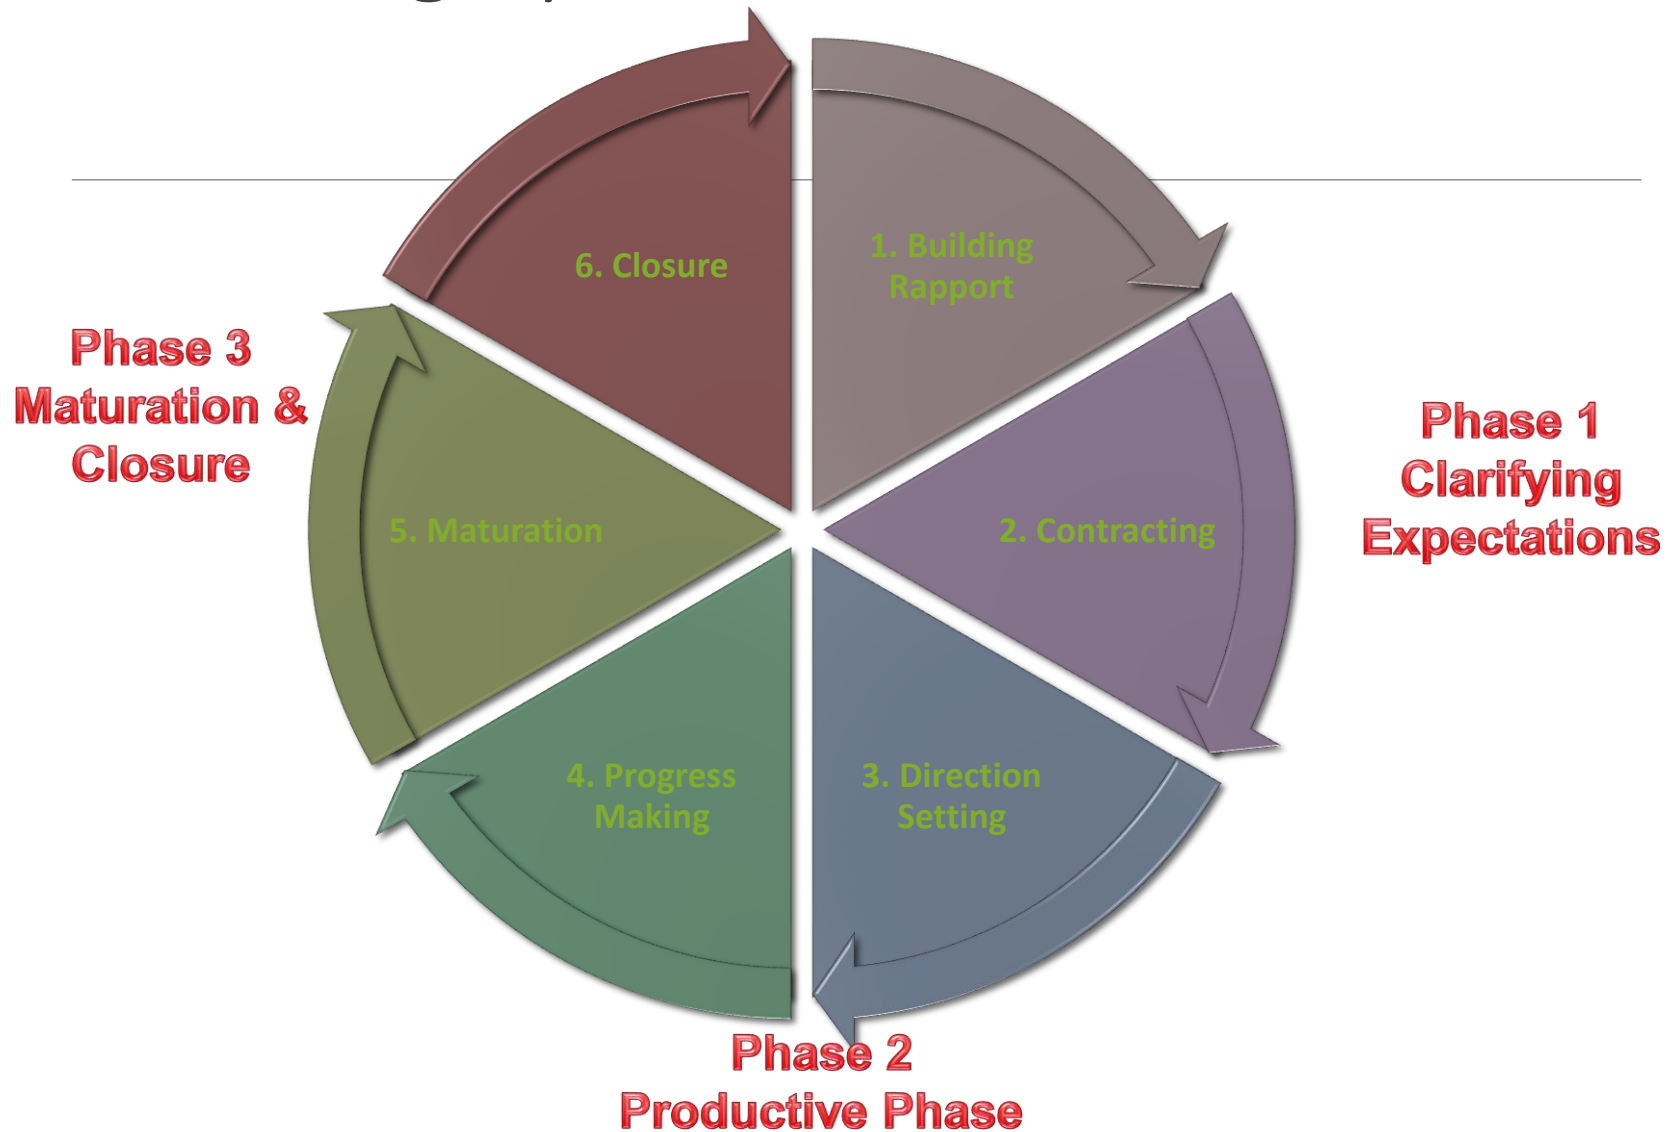 1. Building
Rapport
2. Contracting
3. Direction
Setting
4. Progress
Making
5. Maturation
6. Closure
Phase 1
Clarifying
Expectations
Phase 2
Productive Phase
Phase 3
Maturation &
Closure